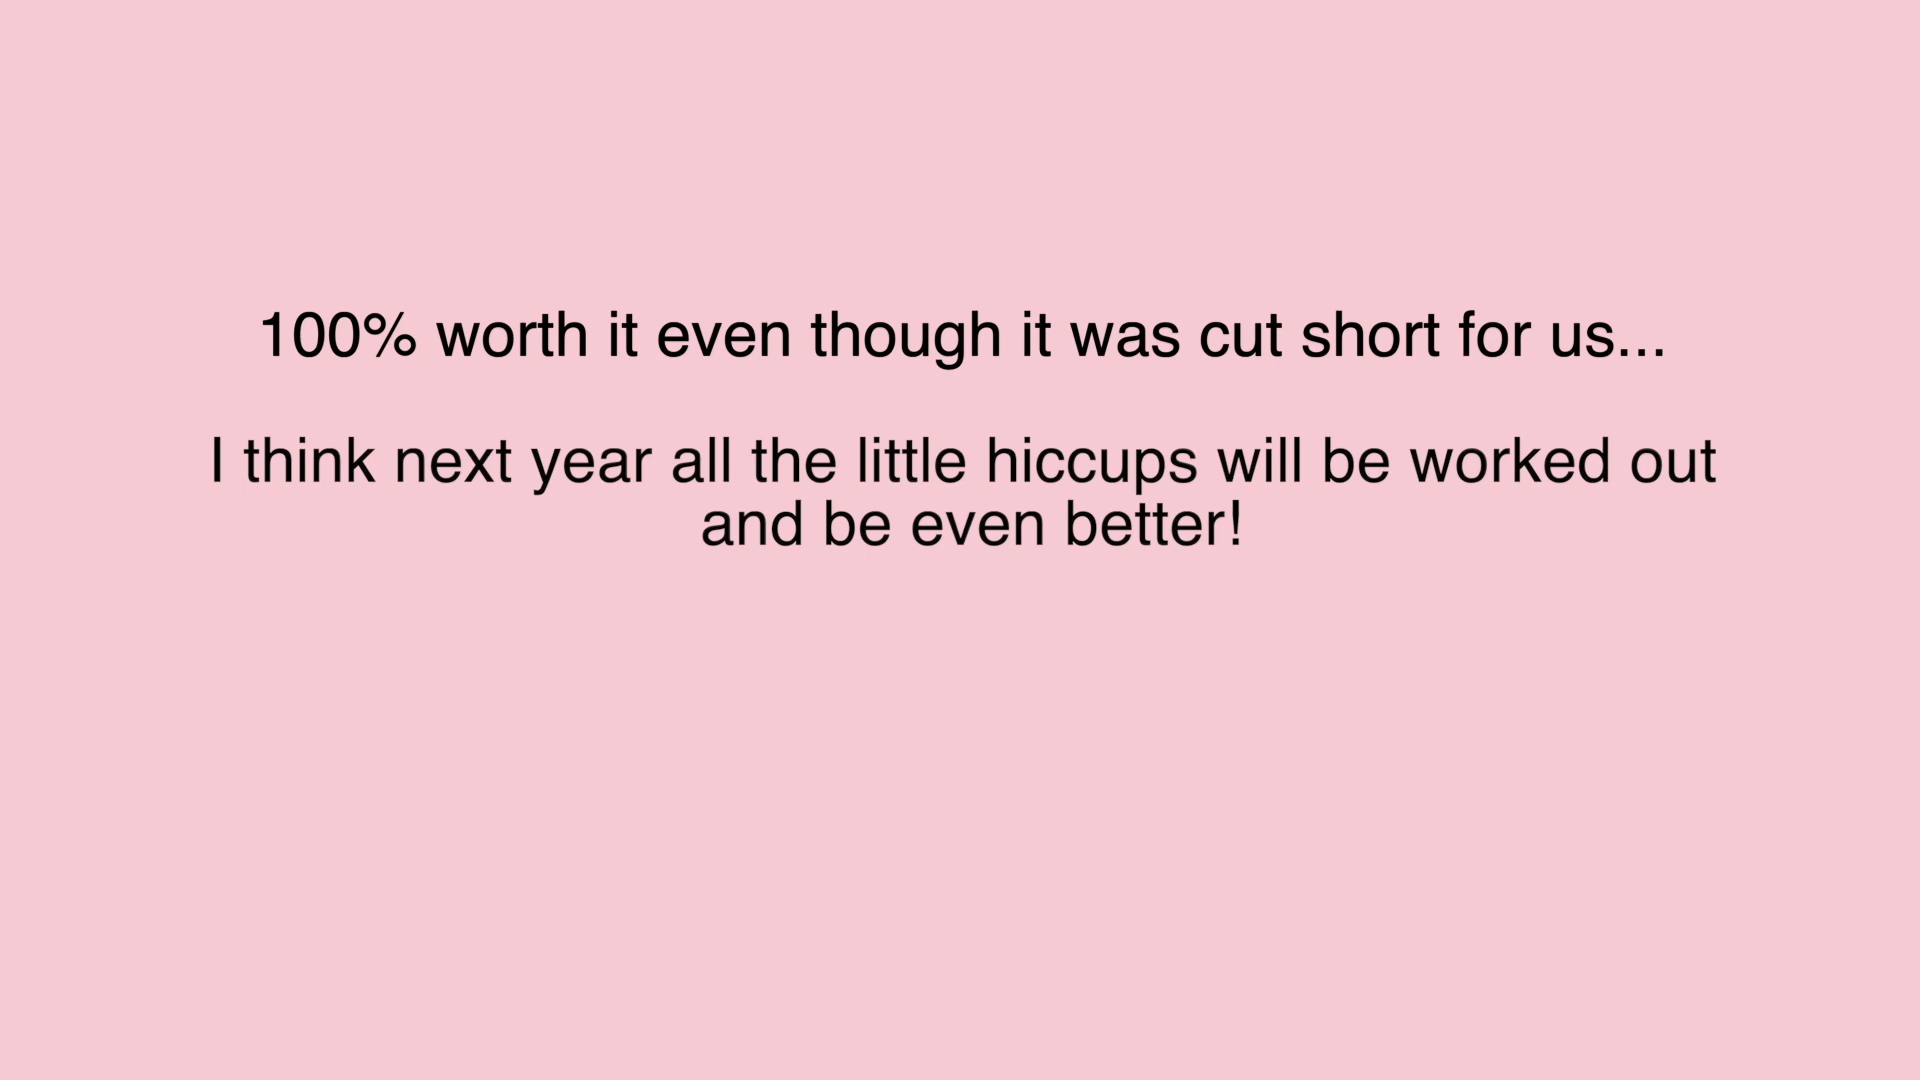 100% worth it even though it was cut short for us...
I think next year all the little hiccups will be worked out
and be even better!